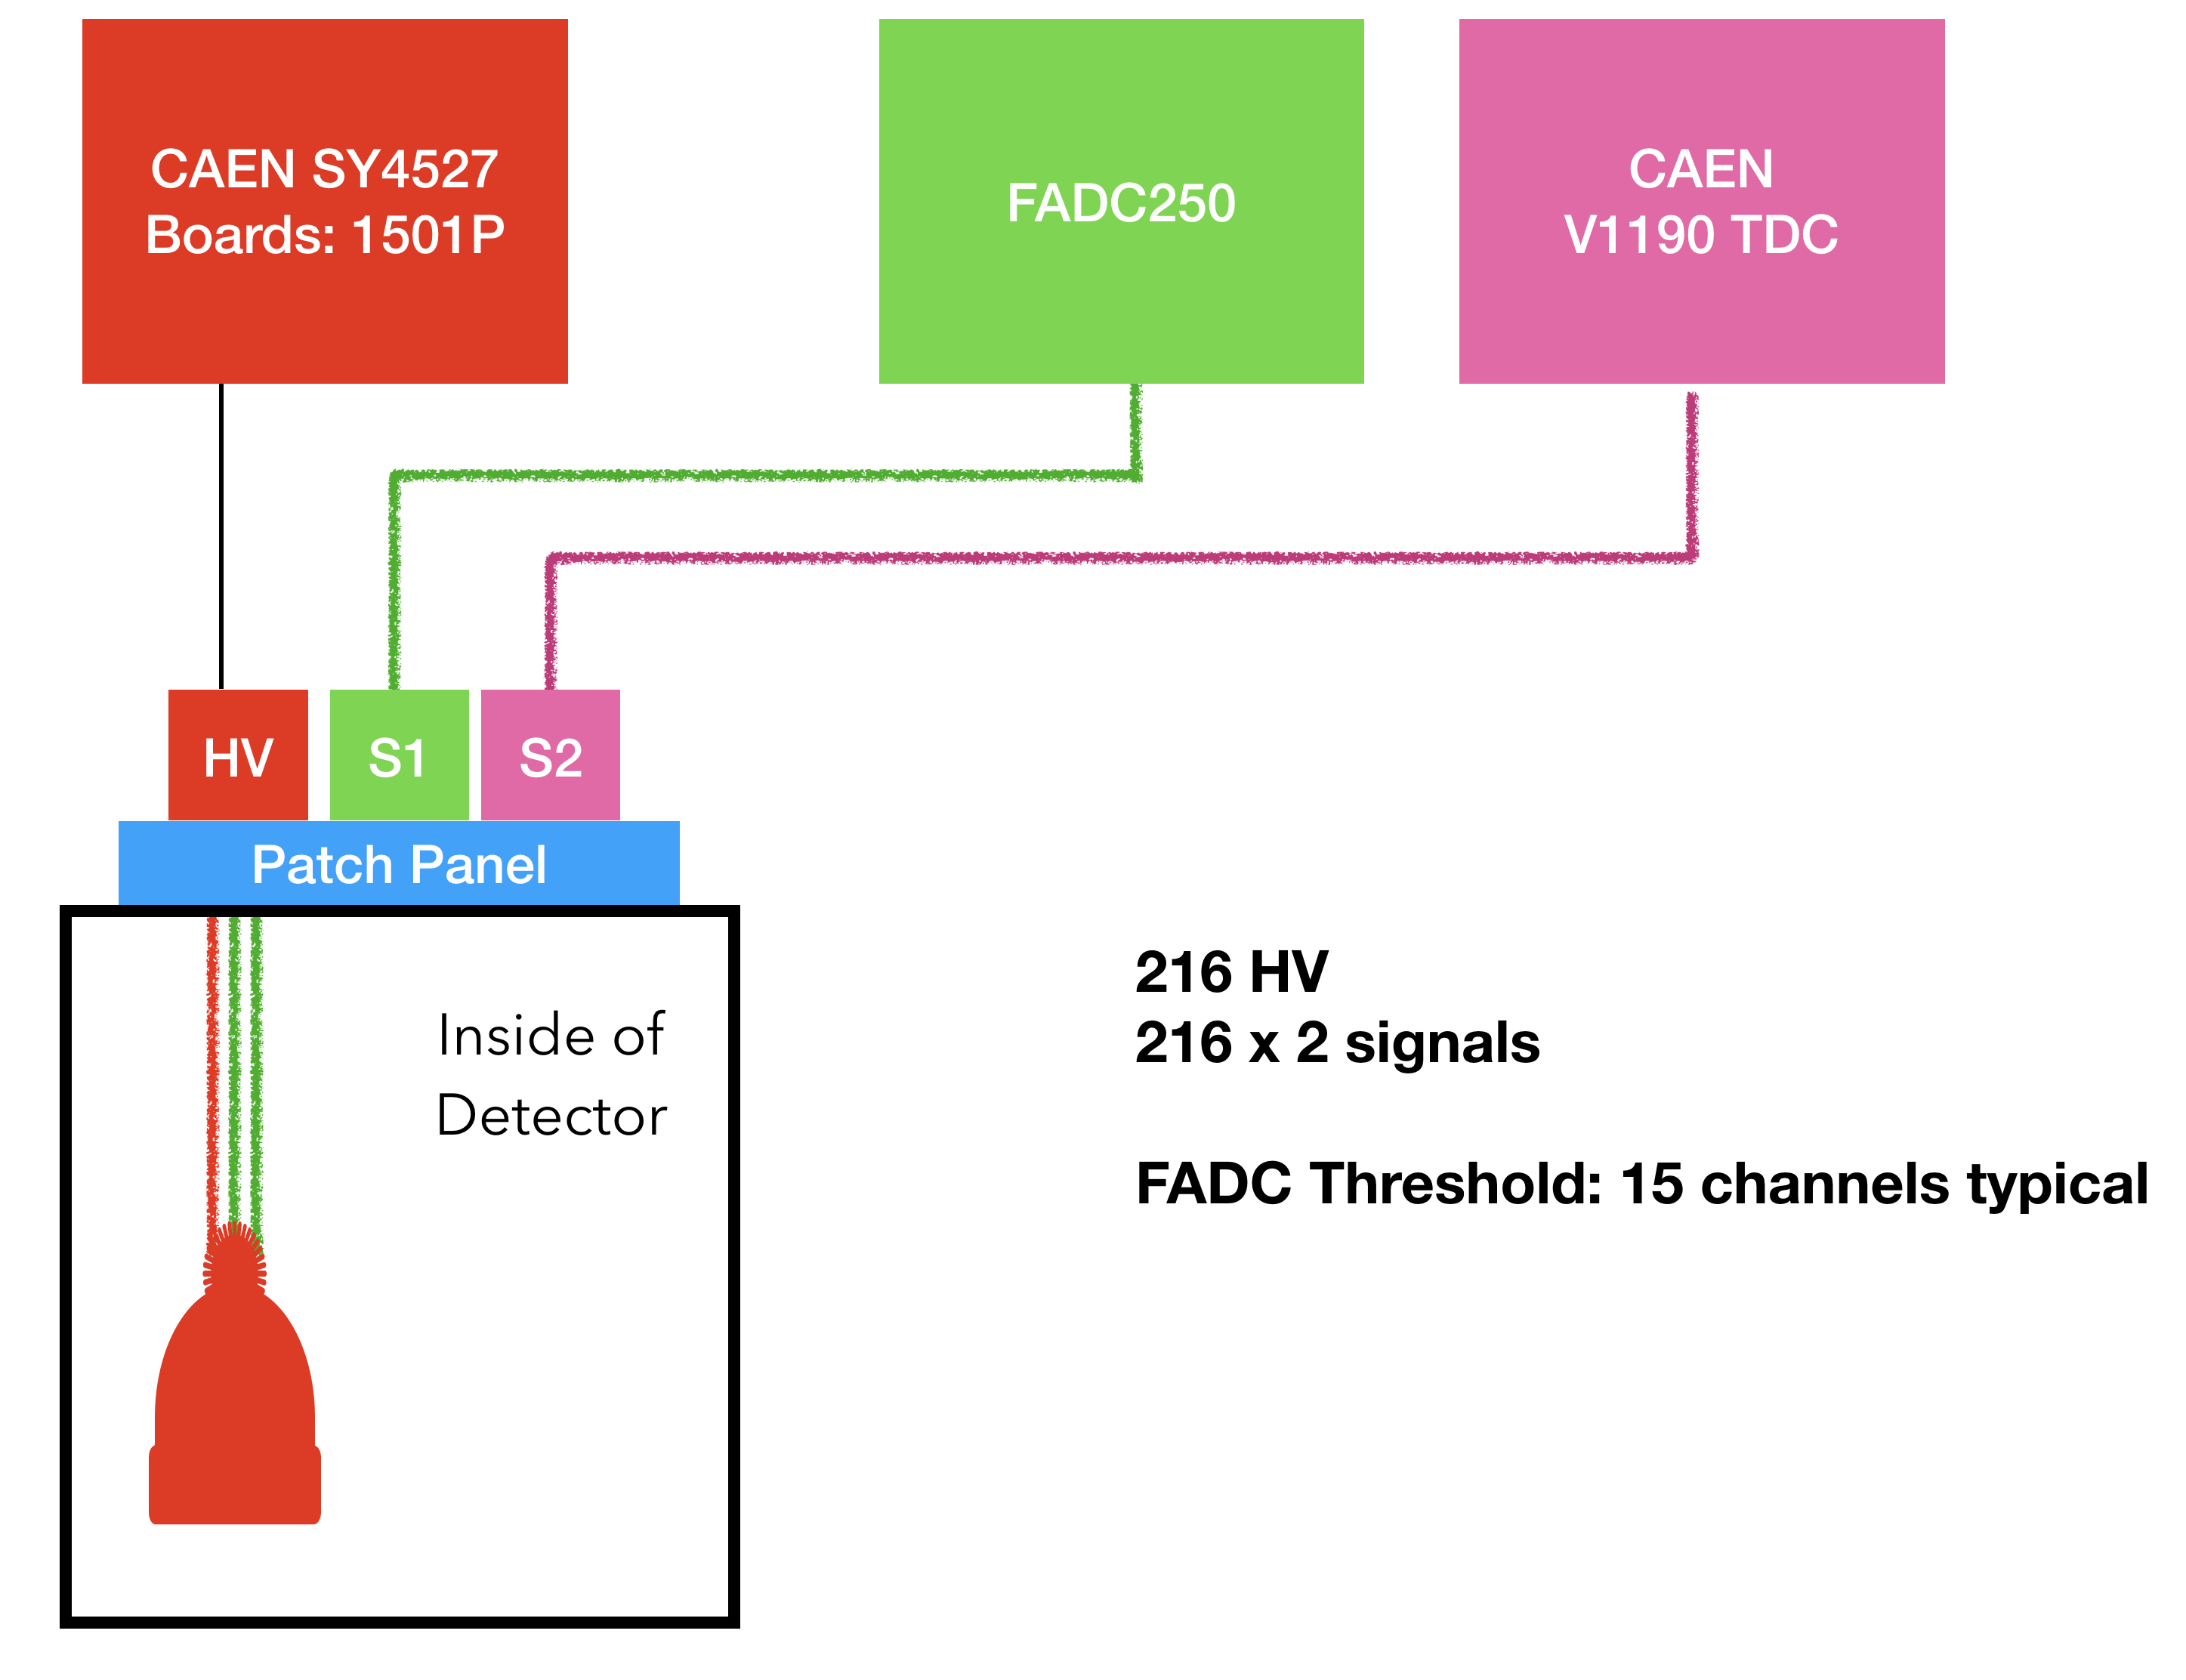 CAEN SY4527
Boards: 1501P
FADC250
CAEN
V1190 TDC
HV
S1
S2
Patch Panel
Inside of
Detector
216 HV
216 x 2 signals
FADC Threshold: 15 channels typical